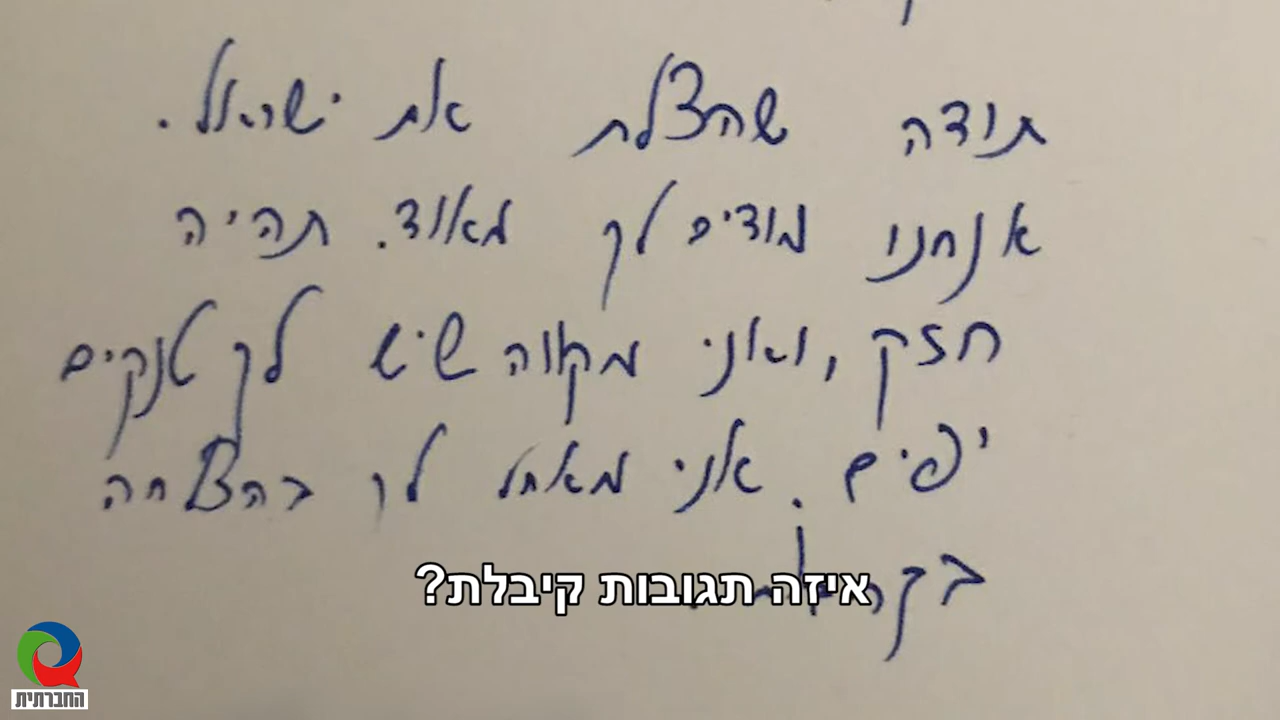 תודה שהצלת את ישראל.
אנחנו מודים לך מאוד. תהיה
חזק, ואני מקווה שיש לך טנקים
יפים. אני מאחל לך בהצלחה
איזה תגובות קיבלת?
החברתית